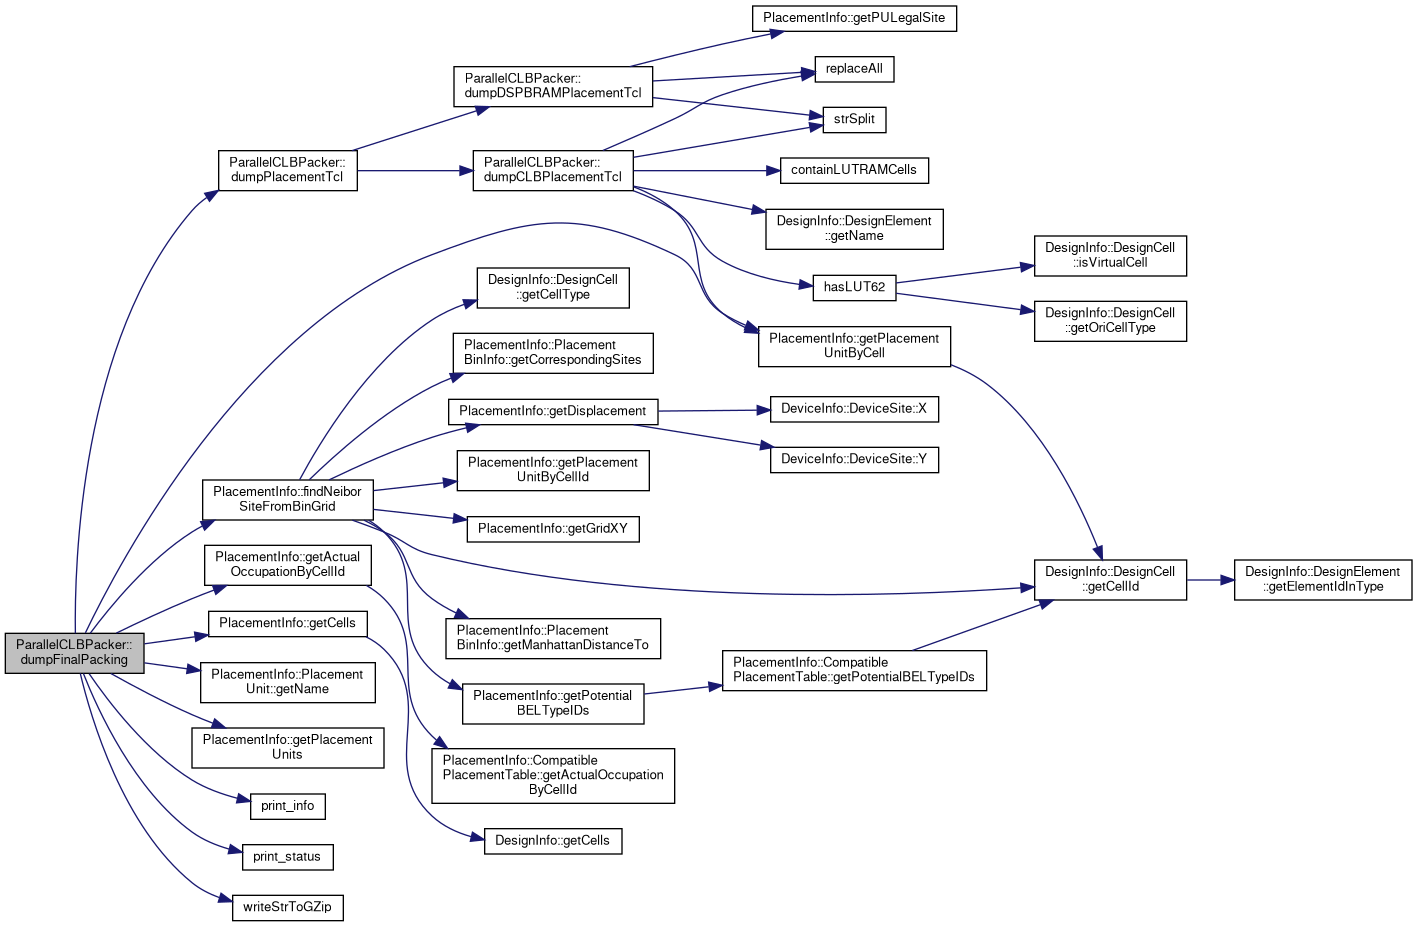 PlacementInfo::getPULegalSite
ParallelCLBPacker::
dumpDSPBRAMPlacementTcl
replaceAll
strSplit
ParallelCLBPacker::
dumpPlacementTcl
ParallelCLBPacker::
dumpCLBPlacementTcl
containLUTRAMCells
DesignInfo::DesignElement
::getName
DesignInfo::DesignCell
::isVirtualCell
DesignInfo::DesignCell
::getCellType
hasLUT62
DesignInfo::DesignCell
::getOriCellType
PlacementInfo::Placement
BinInfo::getCorrespondingSites
PlacementInfo::getPlacement
UnitByCell
PlacementInfo::getDisplacement
DeviceInfo::DeviceSite::X
DeviceInfo::DeviceSite::Y
PlacementInfo::getPlacement
UnitByCellId
PlacementInfo::findNeibor
SiteFromBinGrid
PlacementInfo::getGridXY
PlacementInfo::getActual
OccupationByCellId
DesignInfo::DesignCell
::getCellId
DesignInfo::DesignElement
::getElementIdInType
PlacementInfo::getCells
PlacementInfo::Placement
BinInfo::getManhattanDistanceTo
ParallelCLBPacker::
dumpFinalPacking
PlacementInfo::Compatible
PlacementTable::getPotentialBELTypeIDs
PlacementInfo::Placement
Unit::getName
PlacementInfo::getPotential
BELTypeIDs
PlacementInfo::getPlacement
Units
PlacementInfo::Compatible
PlacementTable::getActualOccupation
ByCellId
print_info
DesignInfo::getCells
print_status
writeStrToGZip